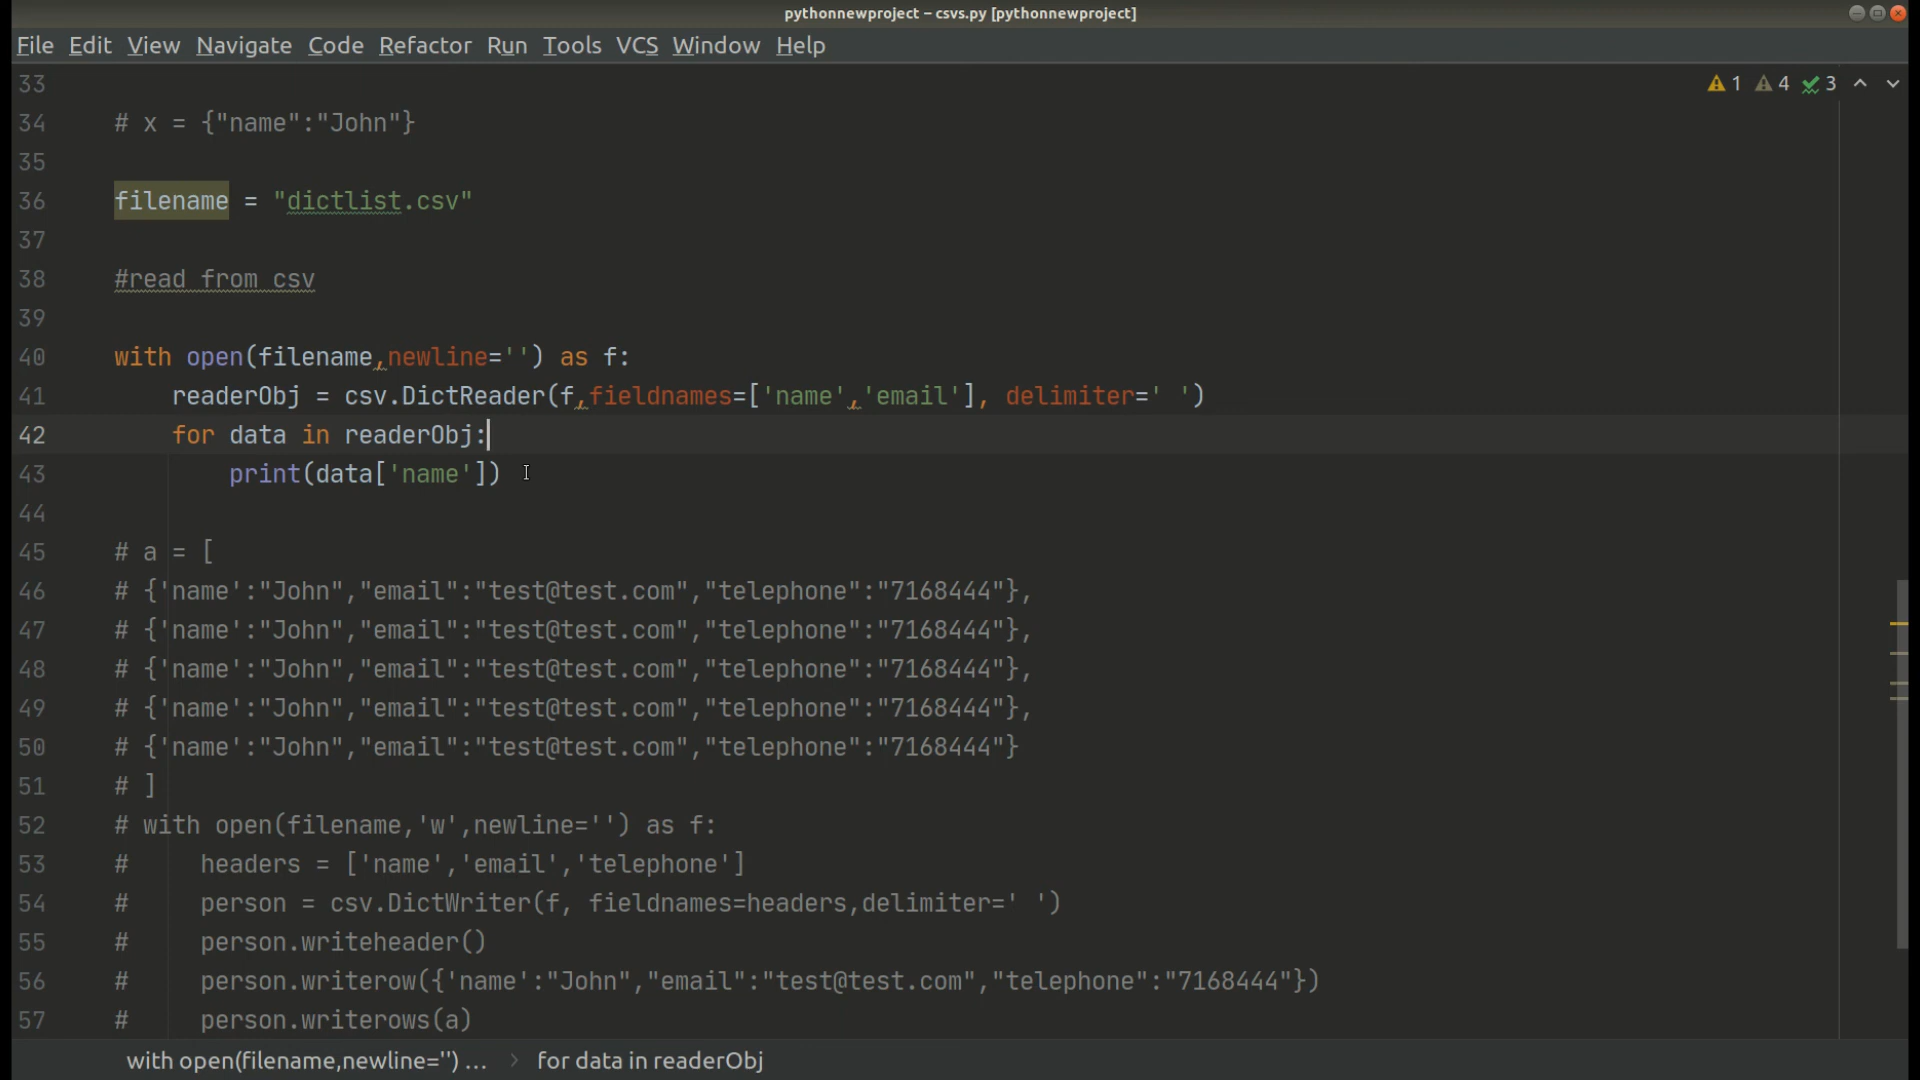 pythonnewproject – csvs.py [pythonnewproject]
File Edit View Navigate Code Refactor Run Tools VCS Window Help
33 1 4 3
34 # x = {"name":"John"}
35
36 filename = "dictlist.csv"
37
38 #read from csv
39
40 with open(filename,newline='') as f:
41     readerObj = csv.DictReader(f,fieldnames=['name','email'], delimiter=' ')
42     for data in readerObj:
43         print(data['name'])
44
45 # a = [
46 # {'name':"John","email":"test@test.com","telephone":"7168444"},
47 # {'name':"John","email":"test@test.com","telephone":"7168444"},
48 # {'name':"John","email":"test@test.com","telephone":"7168444"},
49 # {'name':"John","email":"test@test.com","telephone":"7168444"},
50 # {'name':"John","email":"test@test.com","telephone":"7168444"}
51 # ]
52 # with open(filename,'w',newline='') as f:
53 #     headers = ['name','email','telephone']
54 #     person = csv.DictWriter(f, fieldnames=headers,delimiter=' ')
55 #     person.writeheader()
56 #     person.writerow({'name':"John","email":"test@test.com","telephone":"7168444"})
57 #     person.writerows(a)
with open(filename,newline='') ... › for data in readerObj